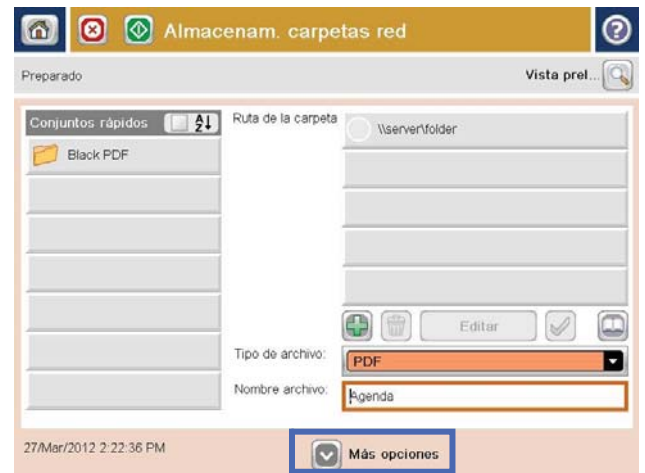 Almacenam. carpetas red
Preparado
Vista prel...
Conjuntos rápidos
Ruta de la carpeta
\\server\folder
Black PDF
Editar
Tipo de archivo:
PDF
Nombre archivo:
Agenda
27/Mar/2012 2:22:36 PM
Más opciones